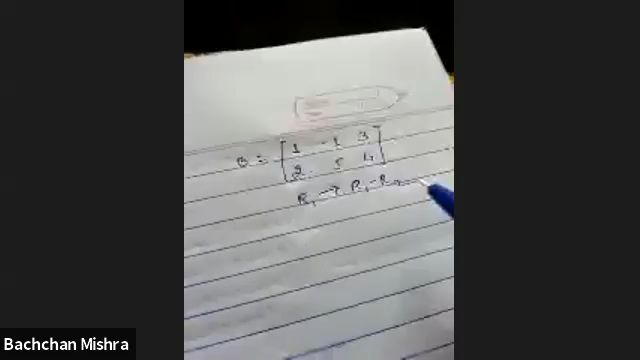 B = [ 1 -1 3
2 5 4 ]
R₁ → R₁ - R₂
Bachchan Mishra